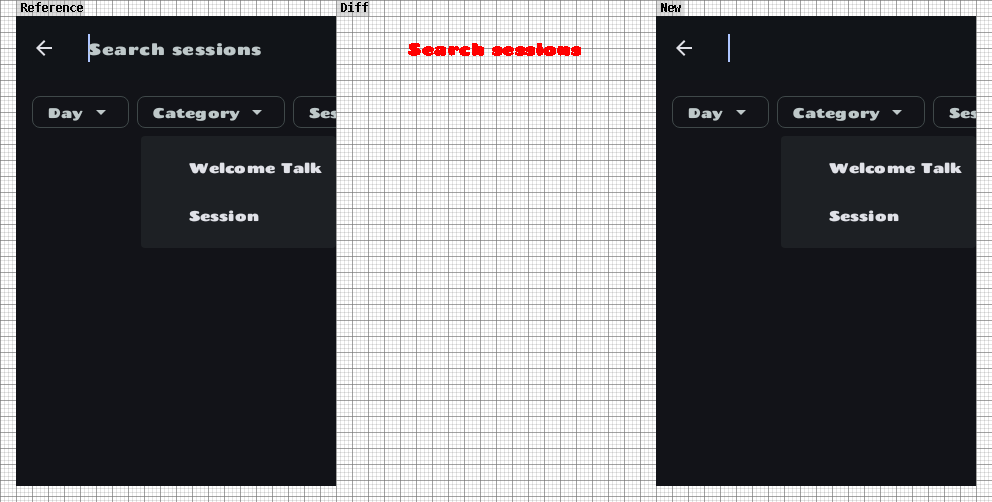 Reference
Diff
New
Search sessions
Search sessions
Day
Category
Ses
Day
Category
Ses
Welcome Talk
Welcome Talk
Session
Session